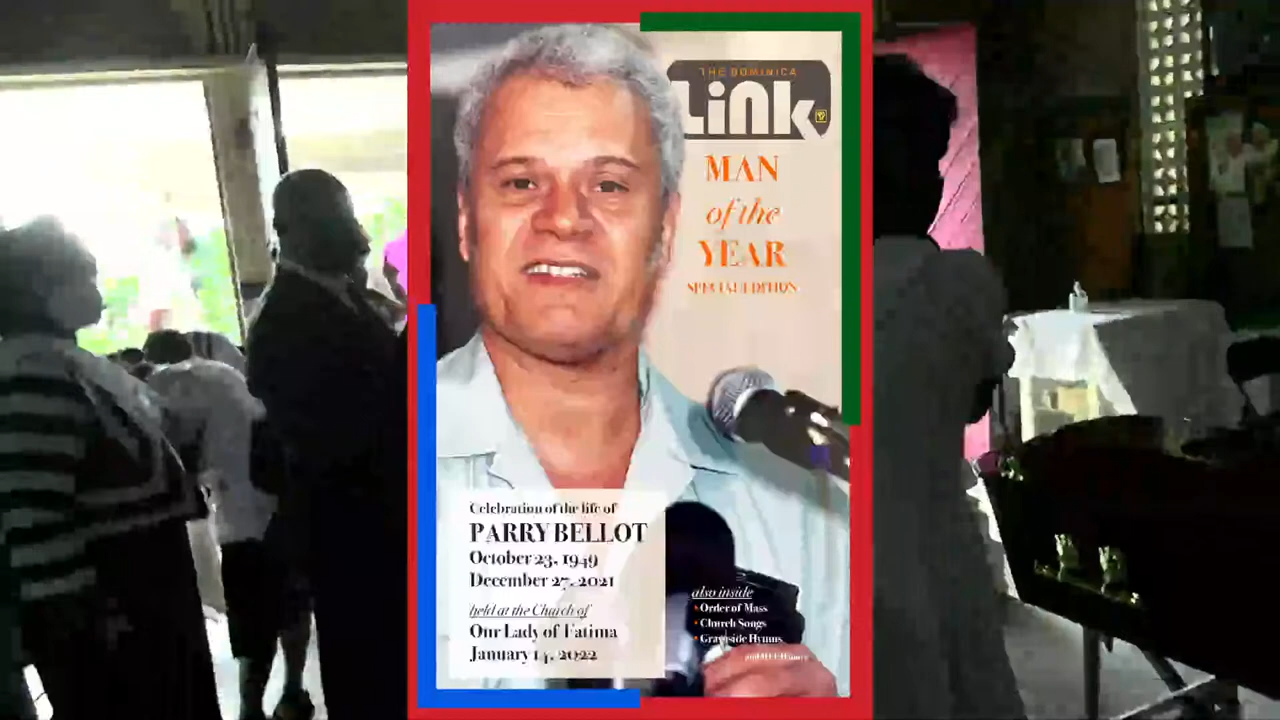 THE DOMINICA
LiNk
MAN
of the
YEAR
SPECIAL EDITION
Celebration of the life of
PARRY BELLOT
October 23, 1949
December 27, 2021
held at the Church of
Our Lady of Fatima
January 14, 2022
also inside
• Order of Mass
• Church Songs
• Graveside Hymns